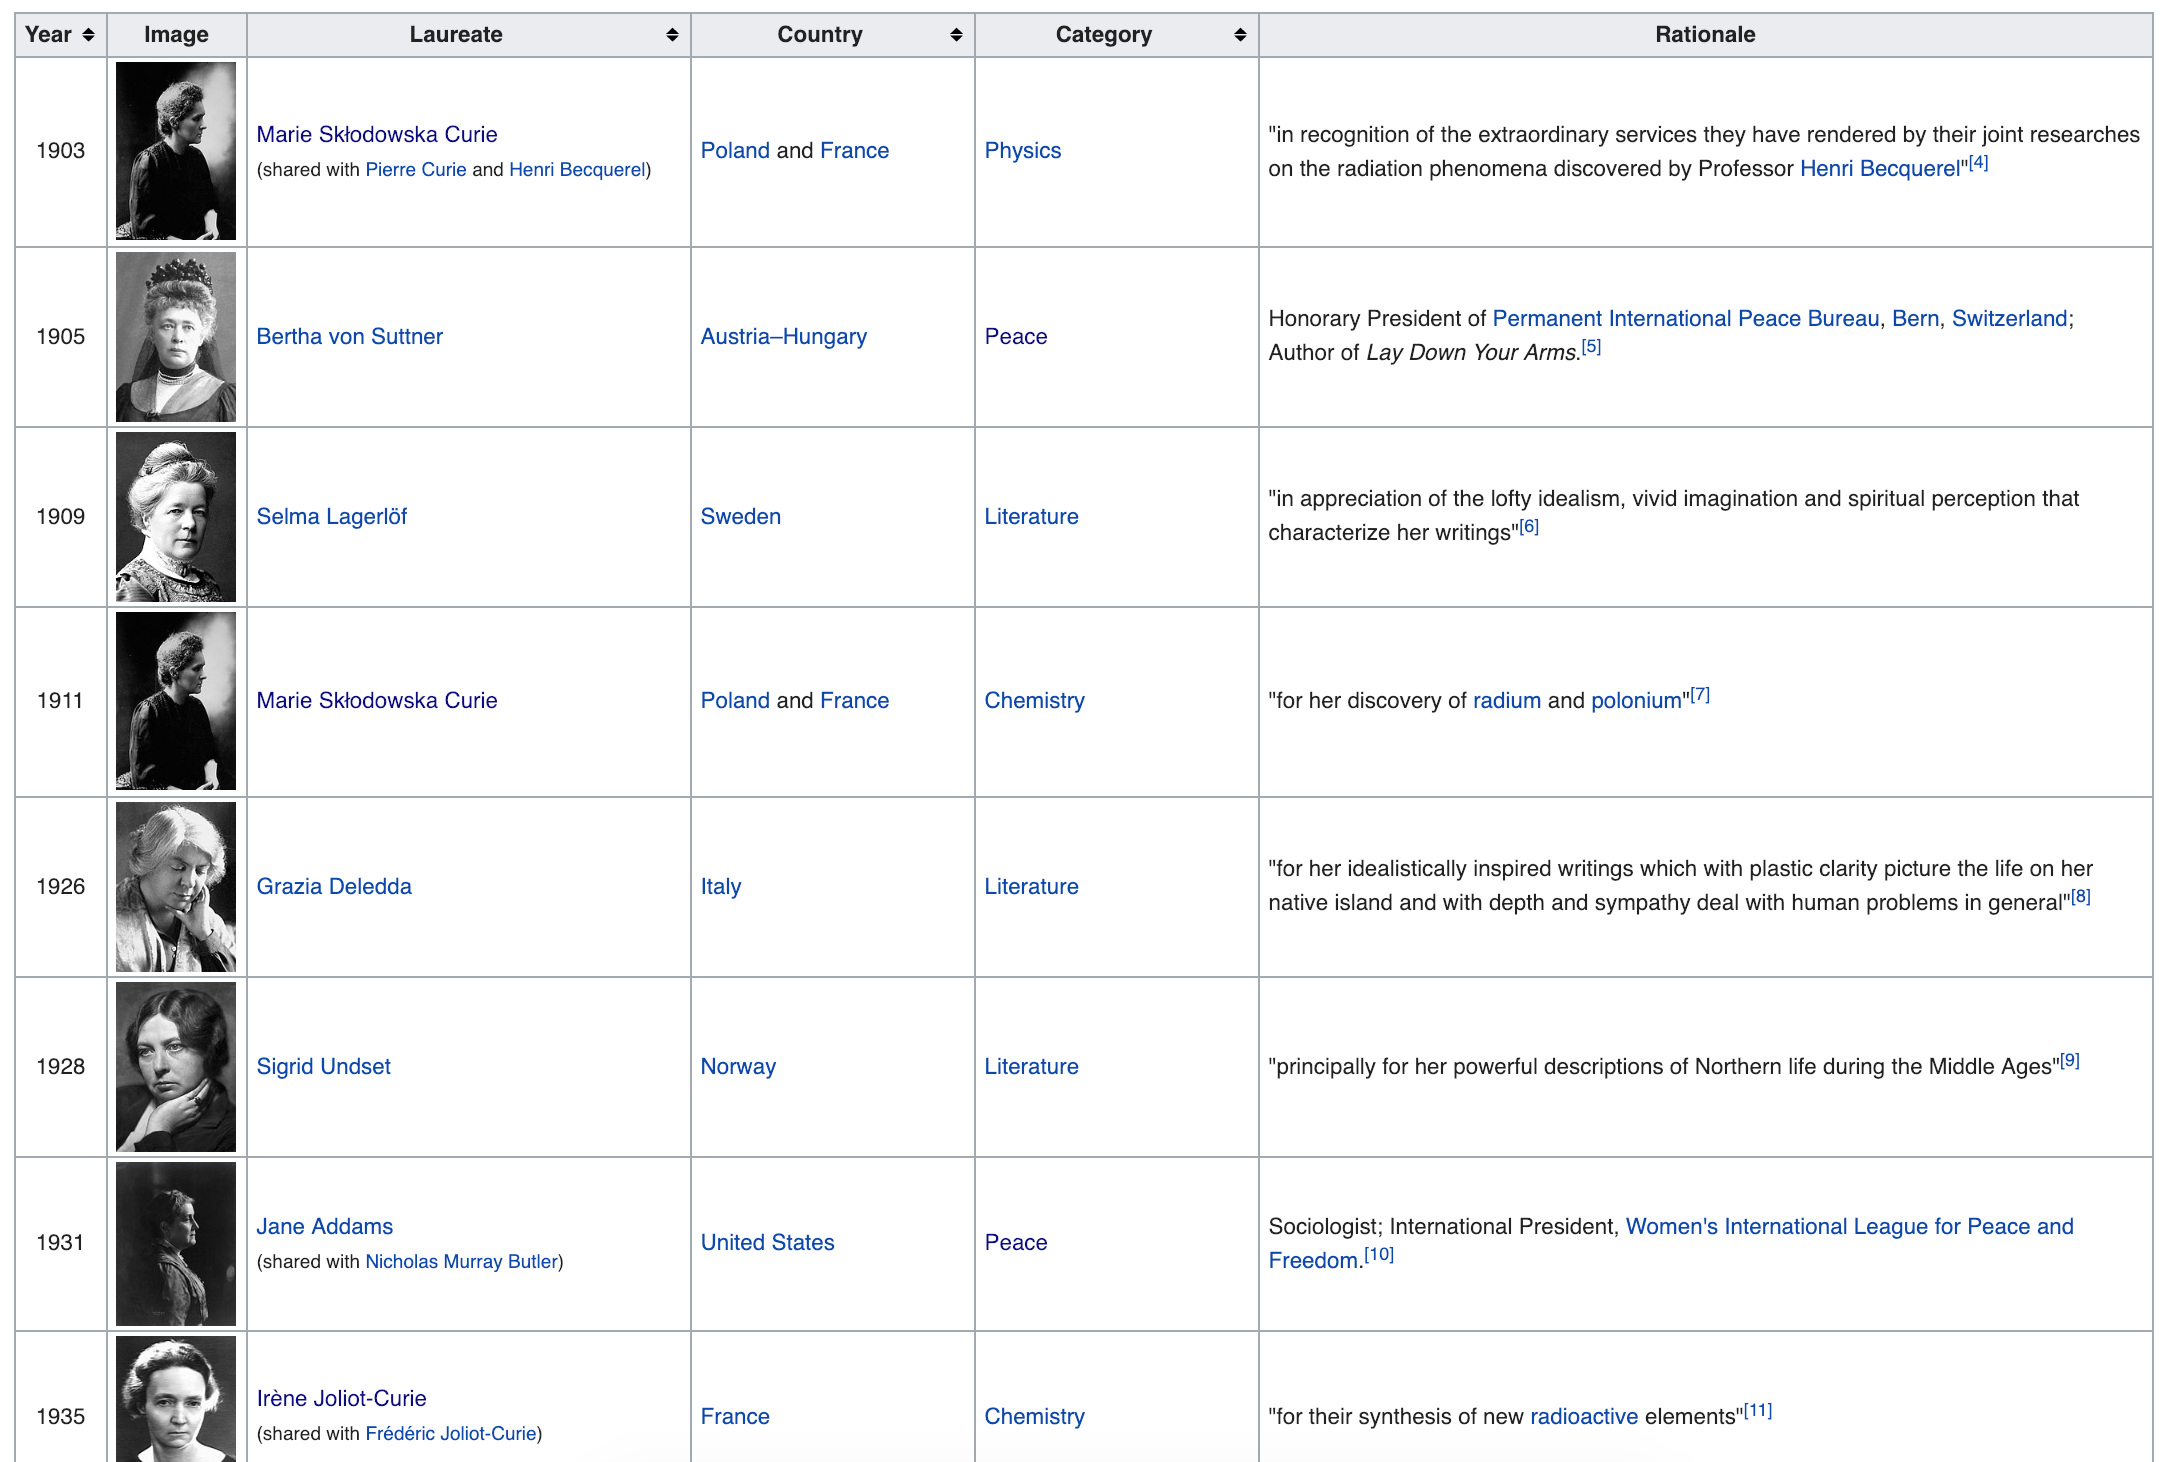 Year Image Laureate Country Category Rationale
1903
Marie Skłodowska Curie
(shared with Pierre Curie and Henri Becquerel)
Poland and France
Physics
"in recognition of the extraordinary services they have rendered by their joint researches
on the radiation phenomena discovered by Professor Henri Becquerel"[4]
1905
Bertha von Suttner
Austria–Hungary
Peace
Honorary President of Permanent International Peace Bureau, Bern, Switzerland;
Author of Lay Down Your Arms.[5]
1909
Selma Lagerlöf
Sweden
Literature
"in appreciation of the lofty idealism, vivid imagination and spiritual perception that
characterize her writings"[6]
1911
Marie Skłodowska Curie
Poland and France
Chemistry
"for her discovery of radium and polonium"[7]
1926
Grazia Deledda
Italy
Literature
"for her idealistically inspired writings which with plastic clarity picture the life on her
native island and with depth and sympathy deal with human problems in general"[8]
1928
Sigrid Undset
Norway
Literature
"principally for her powerful descriptions of Northern life during the Middle Ages"[9]
1931
Jane Addams
(shared with Nicholas Murray Butler)
United States
Peace
Sociologist; International President, Women's International League for Peace and
Freedom.[10]
1935
Irène Joliot-Curie
(shared with Frédéric Joliot-Curie)
France
Chemistry
"for their synthesis of new radioactive elements"[11]